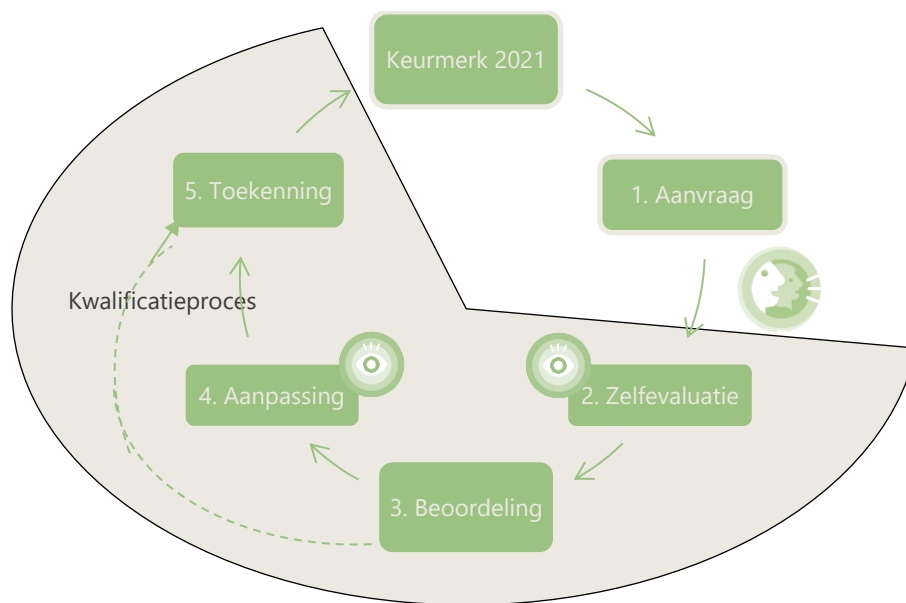 Keurmerk 2021
1. Aanvraag
2. Zelfevaluatie
3. Beoordeling
4. Aanpassing
5. Toekenning
Kwalificatieproces